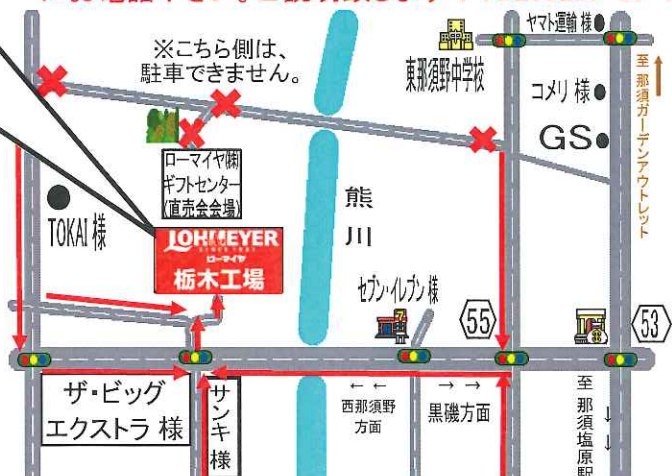 ※こちら側は、
駐車できません。
東那須野中学校
ヤマト運輸 様
コメリ 様
GS
至 那須ガーデンアウトレット
ローマイヤ㈱
ギフトセンター
(直売会会場)
TOKAI 様
LOHMEYER
ローマイヤ
栃木工場
熊川
セブン-イレブン 様
7
55
53
ザ・ビッグ
エクストラ 様
サンキ 様
← ←
西那須野
方面
→ →
黒磯方面
至 那須塩原駅